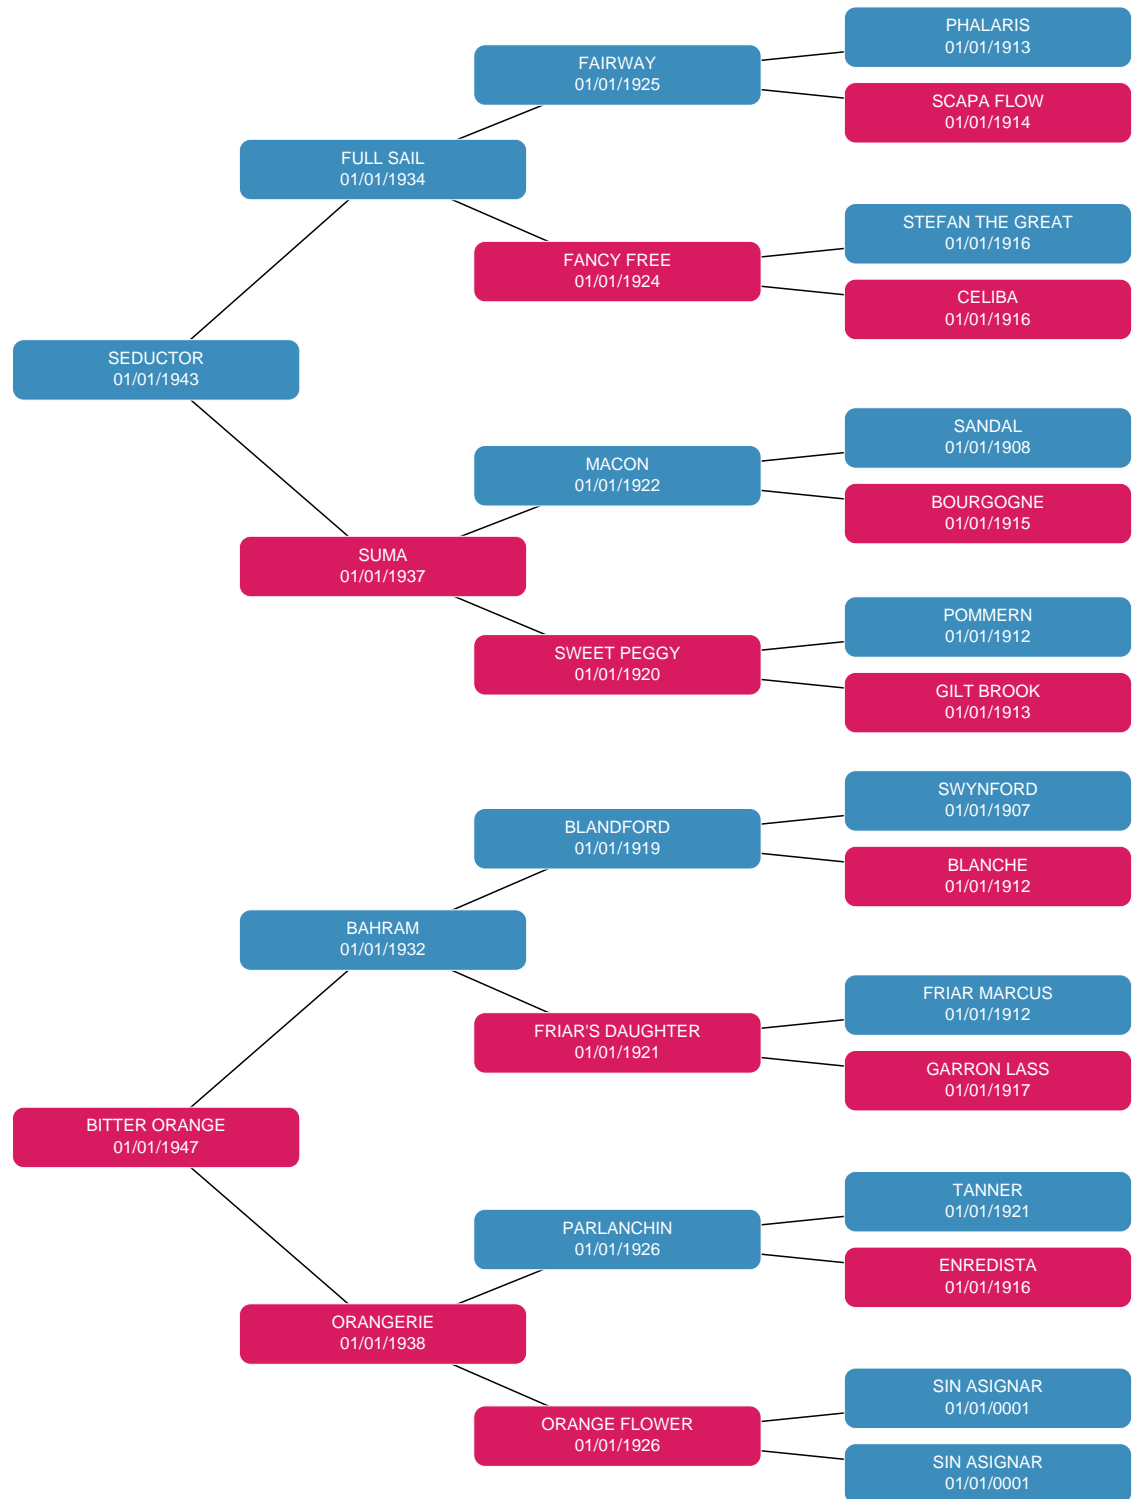 PHALARIS
01/01/1913
FAIRWAY
01/01/1925
SCAPA FLOW
01/01/1914
FULL SAIL
01/01/1934
STEFAN THE GREAT
01/01/1916
FANCY FREE
01/01/1924
CELIBA
01/01/1916
SEDUCTOR
01/01/1943
SANDAL
01/01/1908
MACON
01/01/1922
BOURGOGNE
01/01/1915
SUMA
01/01/1937
POMMERN
01/01/1912
SWEET PEGGY
01/01/1920
GILT BROOK
01/01/1913
SWYNFORD
01/01/1907
BLANDFORD
01/01/1919
BLANCHE
01/01/1912
BAHRAM
01/01/1932
FRIAR MARCUS
01/01/1912
FRIAR'S DAUGHTER
01/01/1921
GARRON LASS
01/01/1917
BITTER ORANGE
01/01/1947
TANNER
01/01/1921
PARLANCHIN
01/01/1926
ENREDISTA
01/01/1916
ORANGERIE
01/01/1938
SIN ASIGNAR
01/01/0001
ORANGE FLOWER
01/01/1926
SIN ASIGNAR
01/01/0001